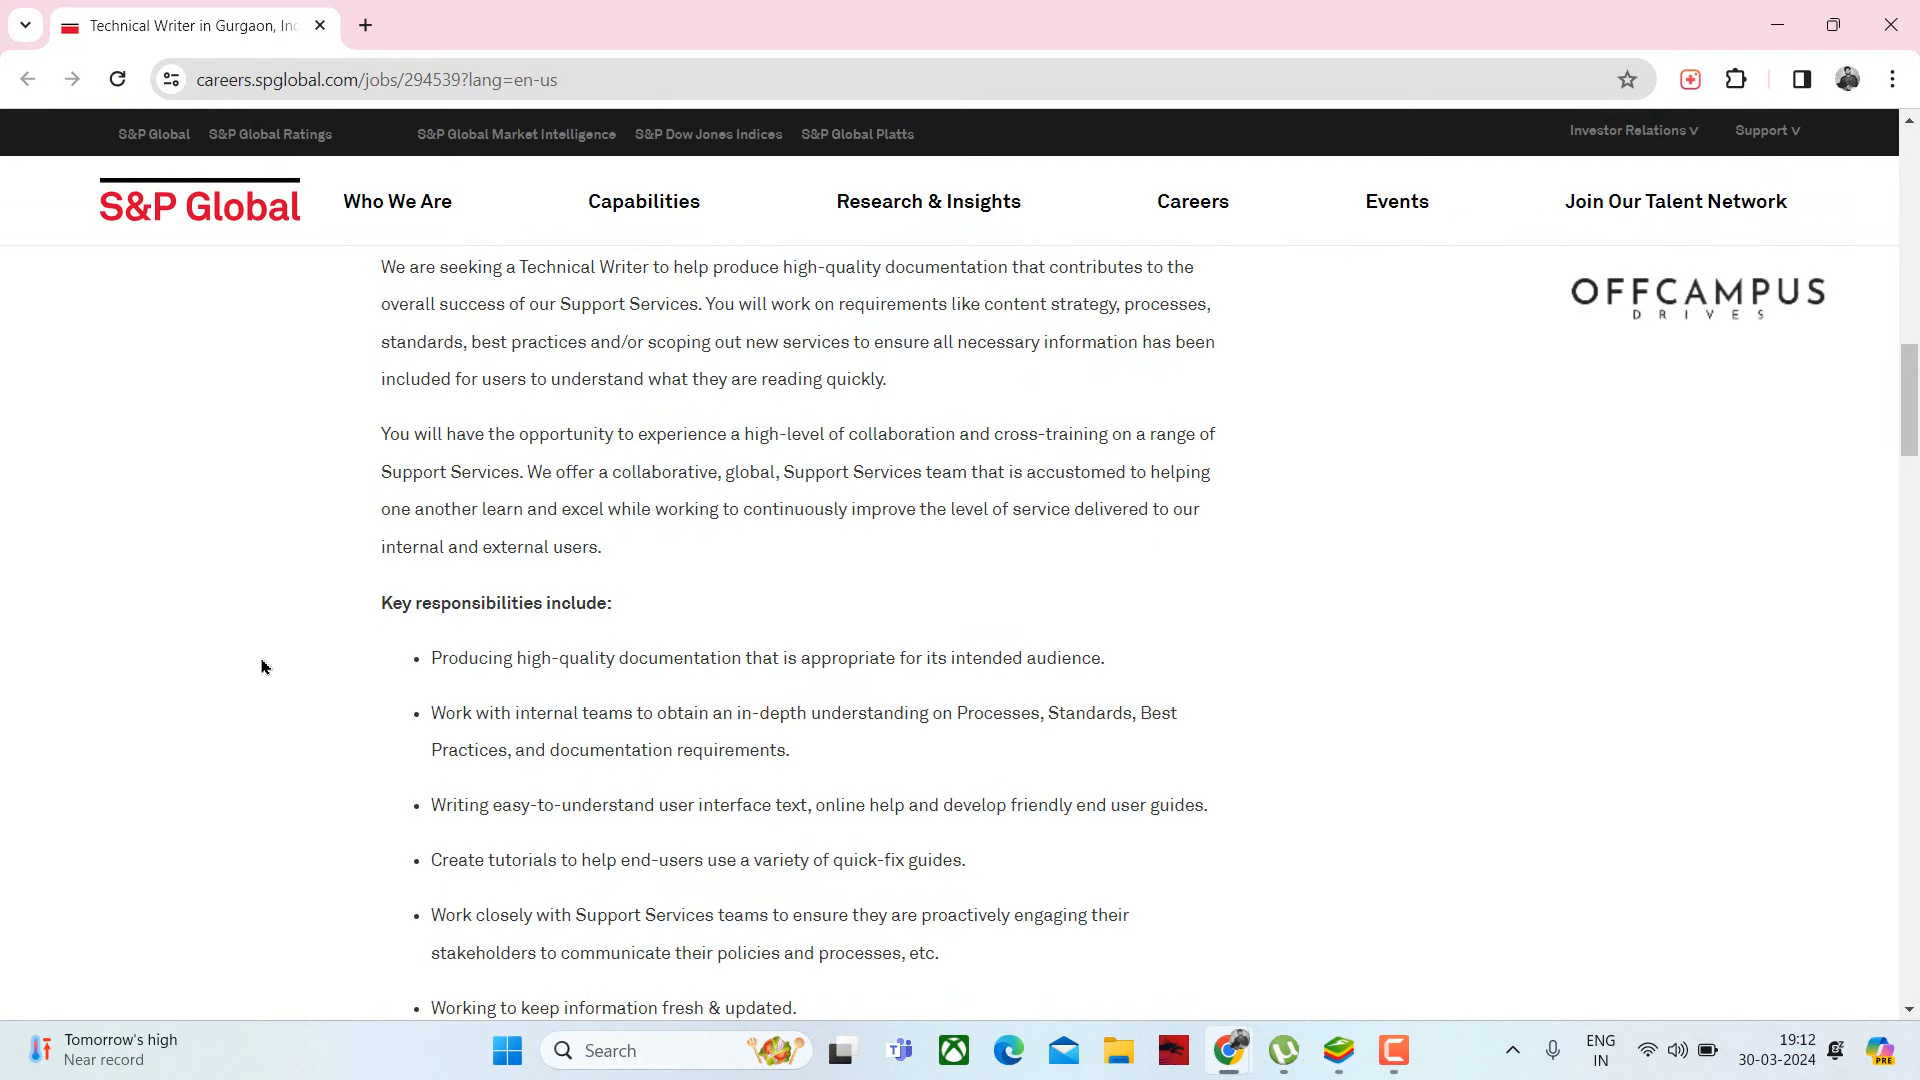 Technical Writer in Gurgaon, Inc
careers.spglobal.com/jobs/294539?lang=en-us
S&P Global S&P Global Ratings S&P Global Market Intelligence S&P Dow Jones Indices S&P Global Platts Investor Relations Support
S&P Global Who We Are Capabilities Research & Insights Careers Events Join Our Talent Network
OFFCAMPUS
DRIVES
We are seeking a Technical Writer to help produce high-quality documentation that contributes to the
overall success of our Support Services. You will work on requirements like content strategy, processes,
standards, best practices and/or scoping out new services to ensure all necessary information has been
included for users to understand what they are reading quickly.
You will have the opportunity to experience a high-level of collaboration and cross-training on a range of
Support Services. We offer a collaborative, global, Support Services team that is accustomed to helping
one another learn and excel while working to continuously improve the level of service delivered to our
internal and external users.
Key responsibilities include:
• Producing high-quality documentation that is appropriate for its intended audience.
• Work with internal teams to obtain an in-depth understanding on Processes, Standards, Best
Practices, and documentation requirements.
• Writing easy-to-understand user interface text, online help and develop friendly end user guides.
• Create tutorials to help end-users use a variety of quick-fix guides.
• Work closely with Support Services teams to ensure they are proactively engaging their
stakeholders to communicate their policies and processes, etc.
• Working to keep information fresh & updated.
Tomorrow's high
Near record
Search
ENG
IN
19:12
30-03-2024
PRE